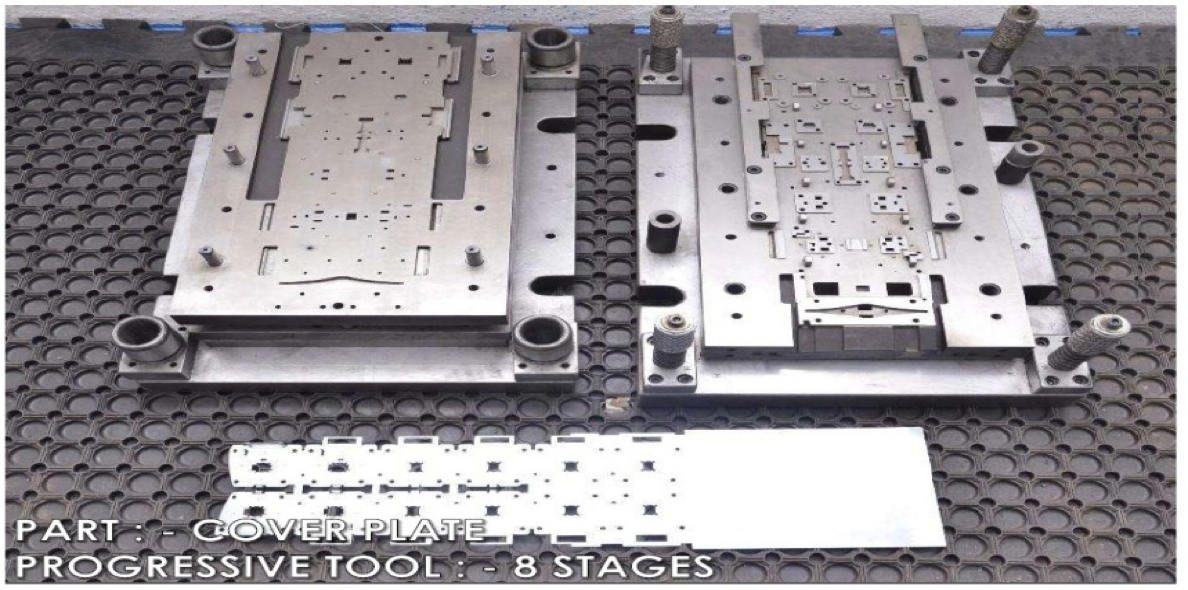 PART : - COVER PLATE
PROGRESSIVE TOOL : - 8 STAGES